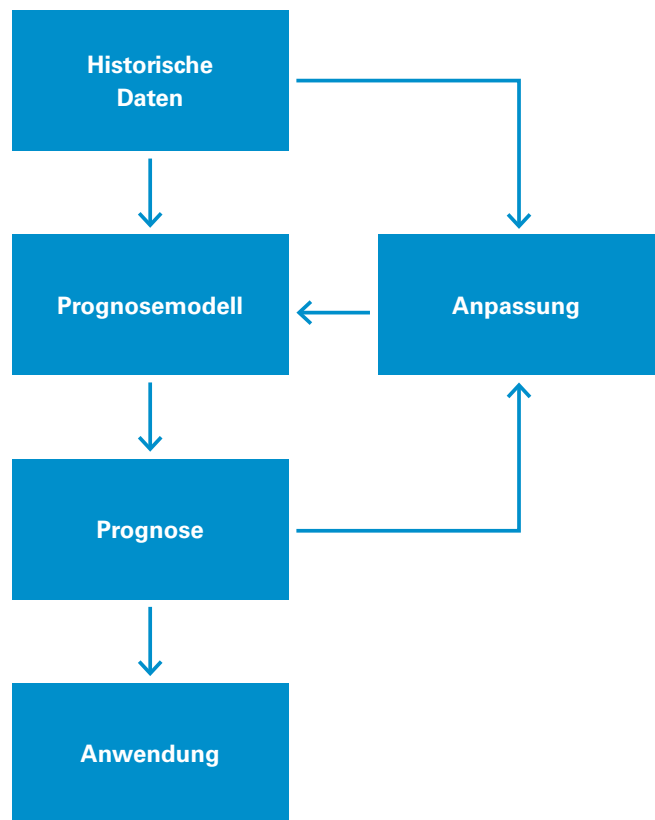 Historische
Daten
Prognosemodell
Anpassung
Prognose
Anwendung